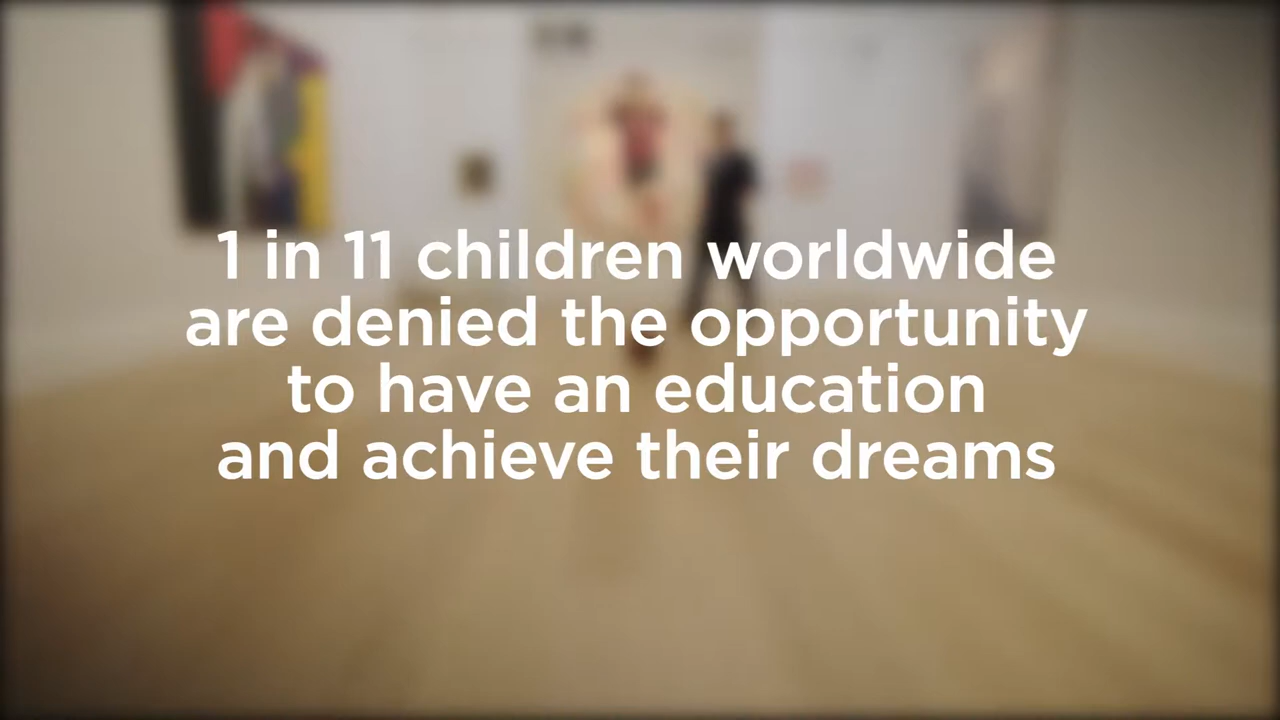 1 in 11 children worldwide
are denied the opportunity
to have an education
and achieve their dreams